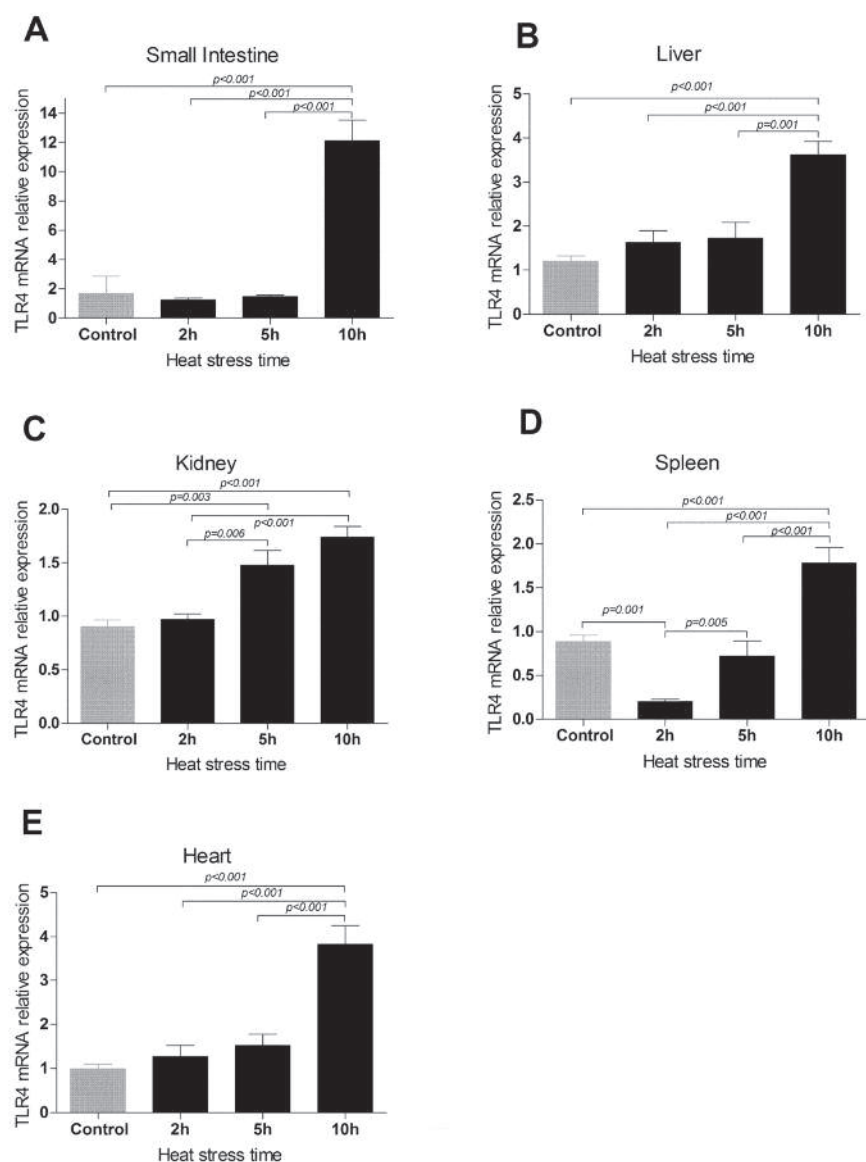 A
Small Intestine
p<0.001
p<0.001
p<0.001
TLR4 mRNA relative expression
14
12
10
8
6
4
2
0
Control 2h 5h 10h
Heat stress time
B
Liver
p<0.001
p<0.001
p=0.001
TLR4 mRNA relative expression
5
4
3
2
1
0
Control 2h 5h 10h
Heat stress time
C
Kidney
p<0.001
p=0.003
p<0.001
p=0.006
TLR4 mRNA relative expression
2.0
1.5
1.0
0.5
0.0
Control 2h 5h 10h
Heat stress time
D
Spleen
p<0.001
p<0.001
p<0.001
p=0.001
p=0.005
TLR4 mRNA relative expression
2.5
2.0
1.5
1.0
0.5
0.0
Control 2h 5h 10h
Heat stress time
E
Heart
p<0.001
p<0.001
p<0.001
TLR4 mRNA relative expression
5
4
3
2
1
0
Control 2h 5h 10h
Heat stress time